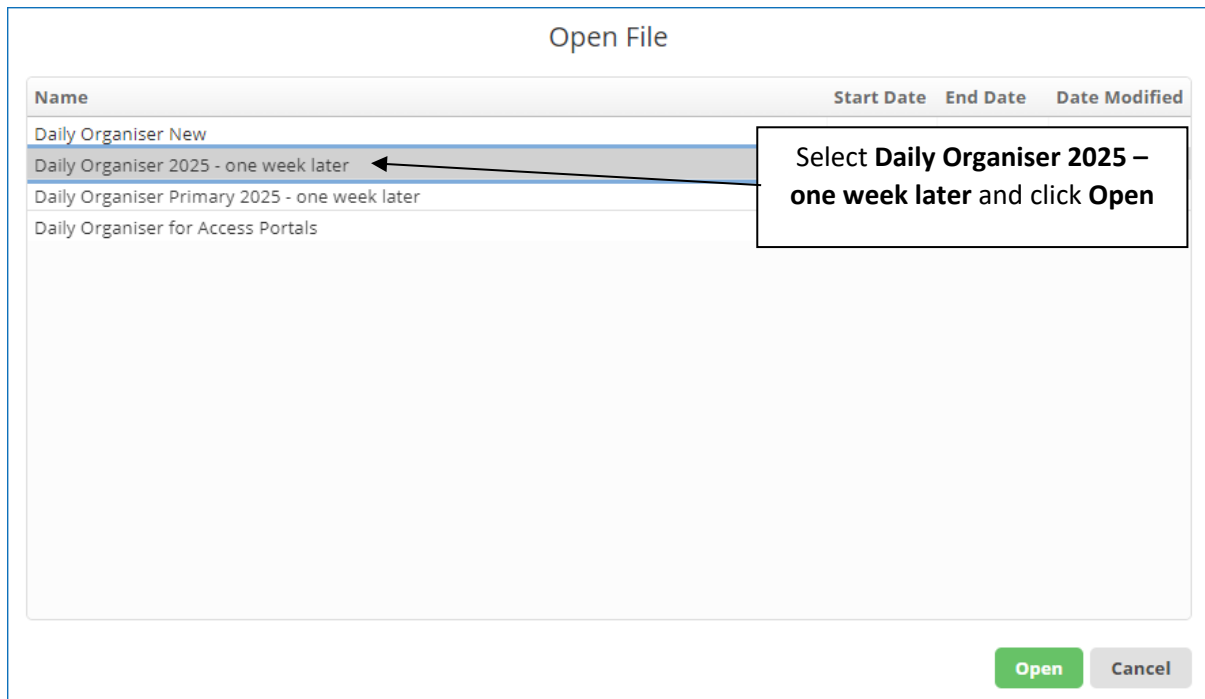 Open File
Name Start Date End Date Date Modified
Daily Organiser New
Daily Organiser 2025 - one week later
Daily Organiser Primary 2025 - one week later
Daily Organiser for Access Portals
Select Daily Organiser 2025 –
one week later and click Open
Open Cancel